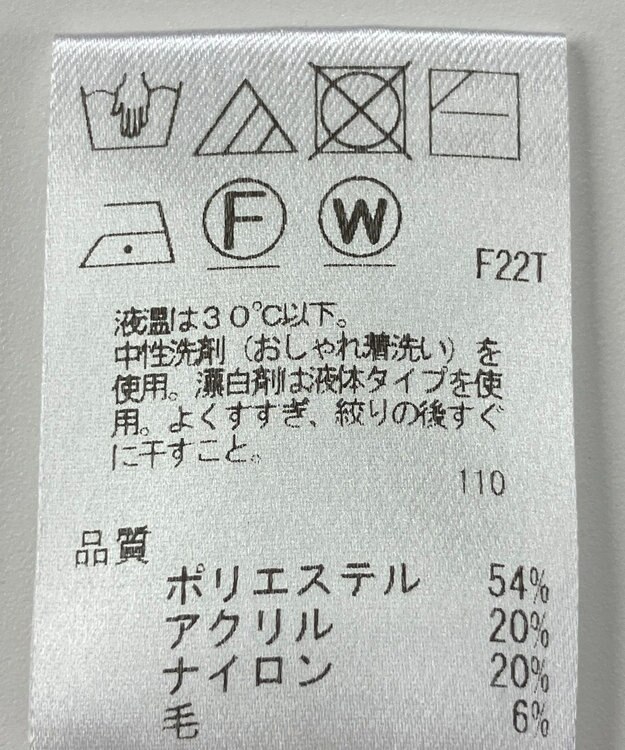 F W
F22T
液温は30℃以下。
中性洗剤（おしゃれ着洗い）を
使用。漂白剤は液体タイプを使
用。よくすすぎ、絞りの後すぐ
に干すこと。
110
品質
ポリエステル 54%
アクリル 20%
ナイロン 20%
毛 6%